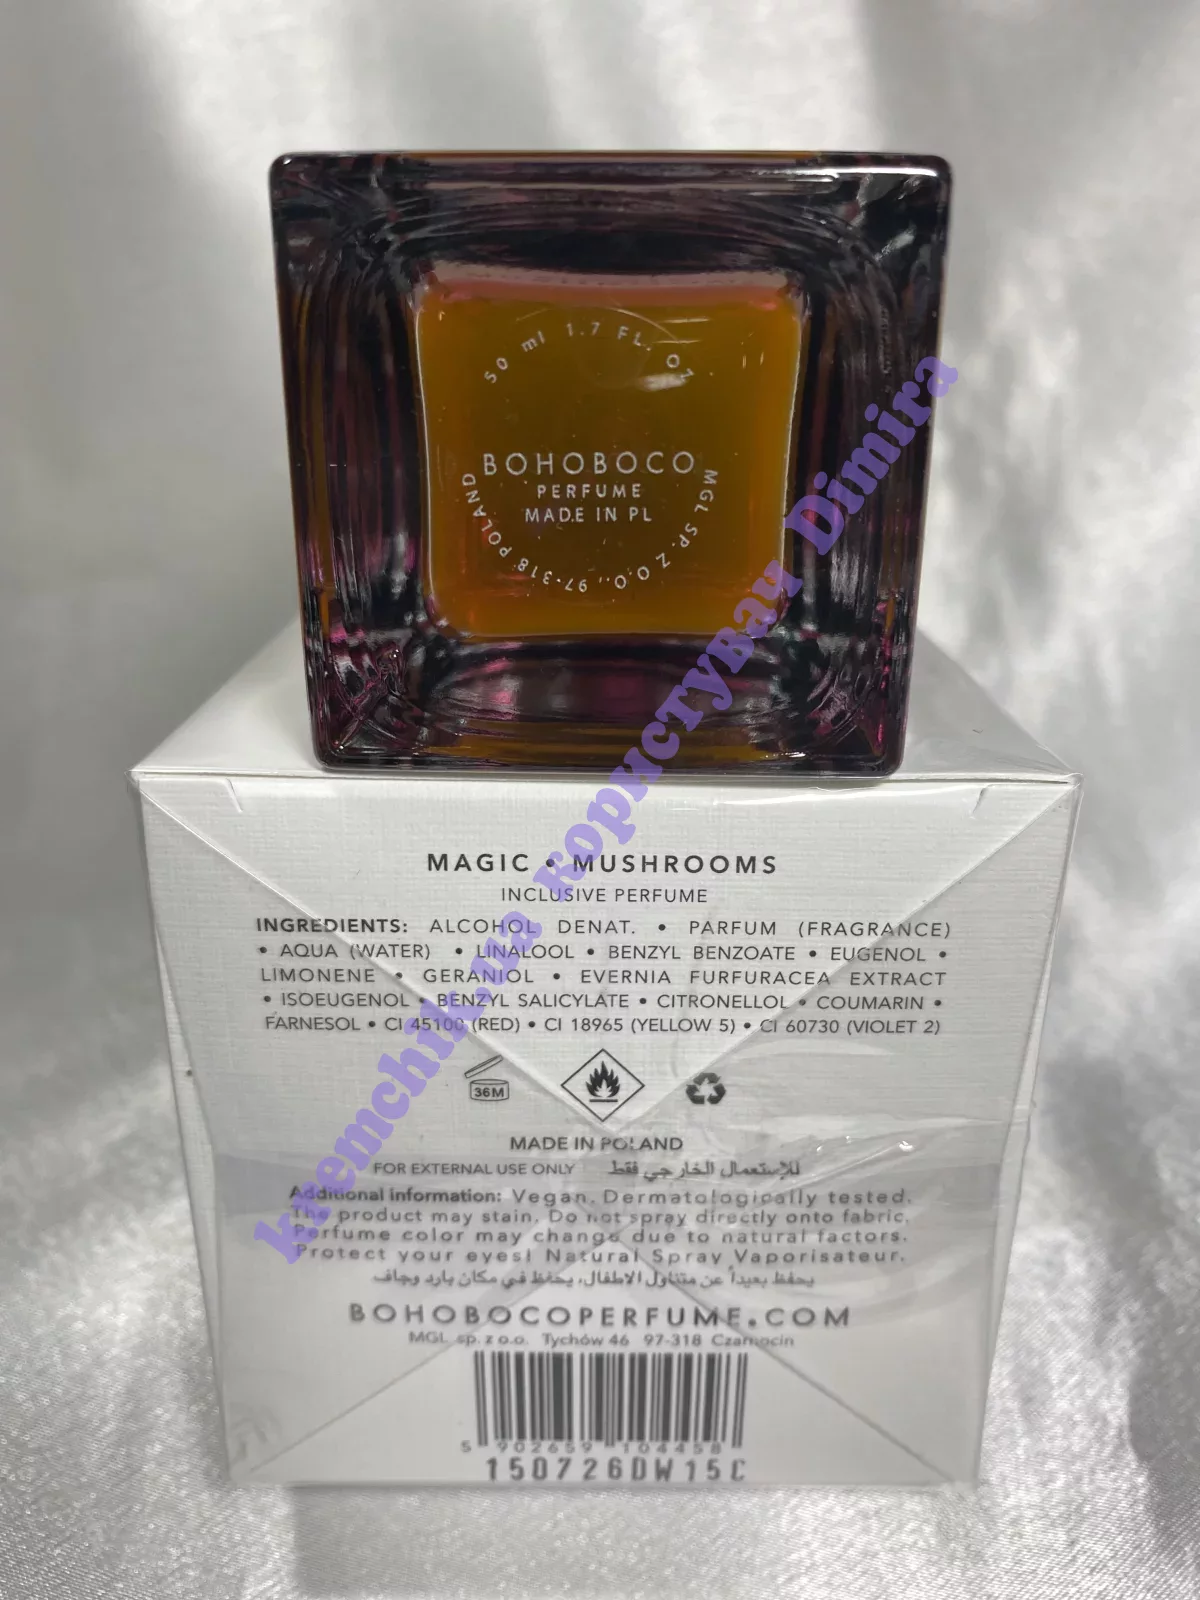 50 ml 1.7 FL. OZ
BOHOBOCO
PERFUME
MADE IN PL
MGL SP. Z O.O., 97-318 POLAND
MAGIC • MUSHROOMS
INCLUSIVE PERFUME
INGREDIENTS: ALCOHOL DENAT. • PARFUM (FRAGRANCE)
• AQUA (WATER) • LINALOOL • BENZYL BENZOATE • EUGENOL •
LIMONENE • GERANIOL • EVERNIA FURFURACEA EXTRACT
• ISOEUGENOL • BENZYL SALICYLATE • CITRONELLOL • COUMARIN •
FARNESOL • CI 45100 (RED) • CI 18965 (YELLOW 5) • CI 60730 (VIOLET 2)
36M
MADE IN POLAND
FOR EXTERNAL USE ONLY للإستعمال الخارجي فقط
Additional information: Vegan. Dermatologically tested.
The product may stain. Do not spray directly onto fabric.
Perfume color may change due to natural factors.
Protect your eyes! Natural Spray Vaporisateur.
يحفظ بعيداً عن متناول الاطفال، يحفظ في مكان بارد وجاف
BOHOBOCOPERFUME.COM
MGL sp. z o.o. Tychów 46 97-318 Czarnocin
5 902659 104458
150726DW15C
kremchik.ua користувач Dimira